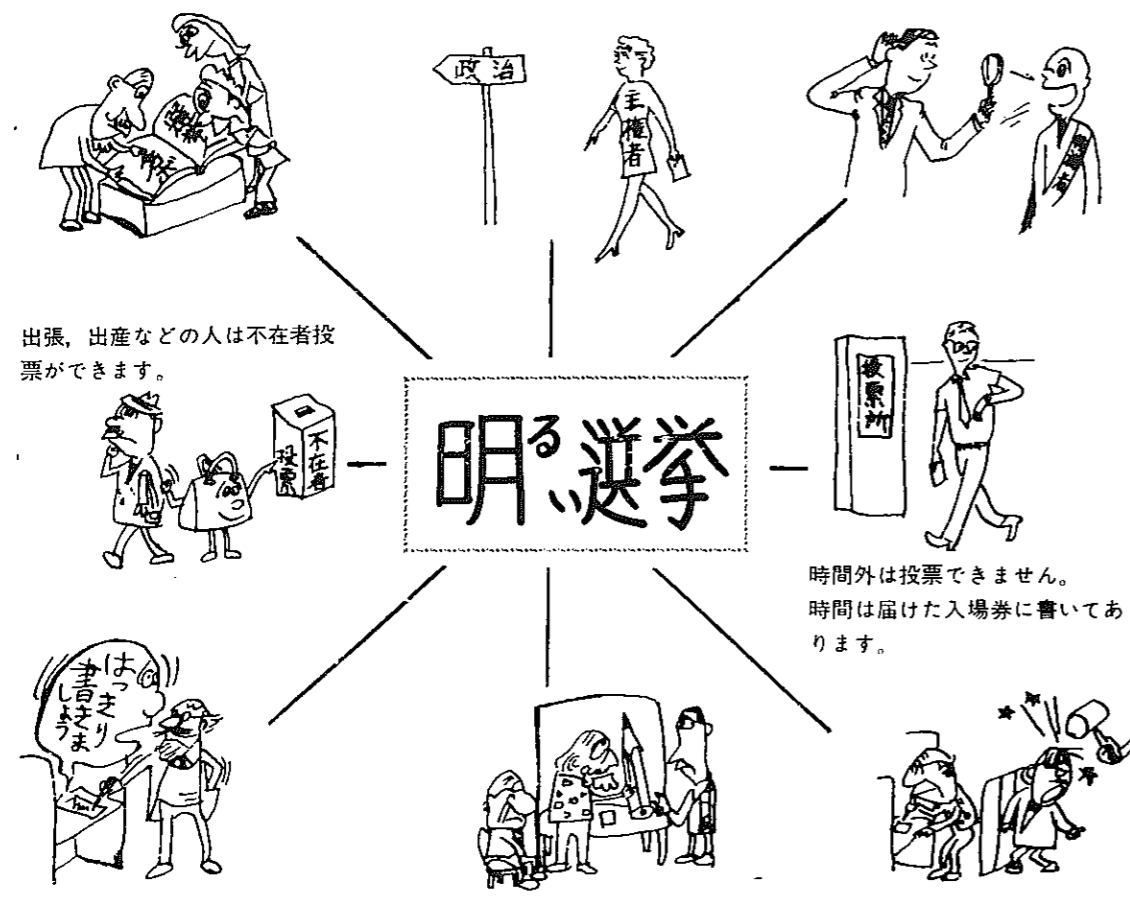 政治
主権者
出張，出産などの人は不在者投
票ができます。
不在者
投票
明るい選挙
投票所
時間外は投票できません。
時間は届けた入場券に書いてあ
ります。
はっきり
書きま
しょう